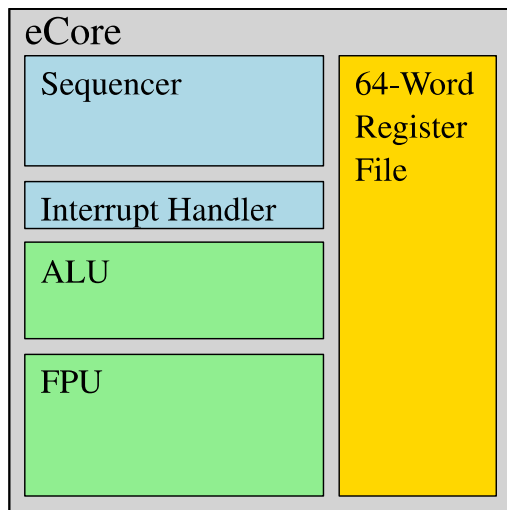 eCore
Sequencer
Interrupt Handler
ALU
FPU
64-Word
Register
File